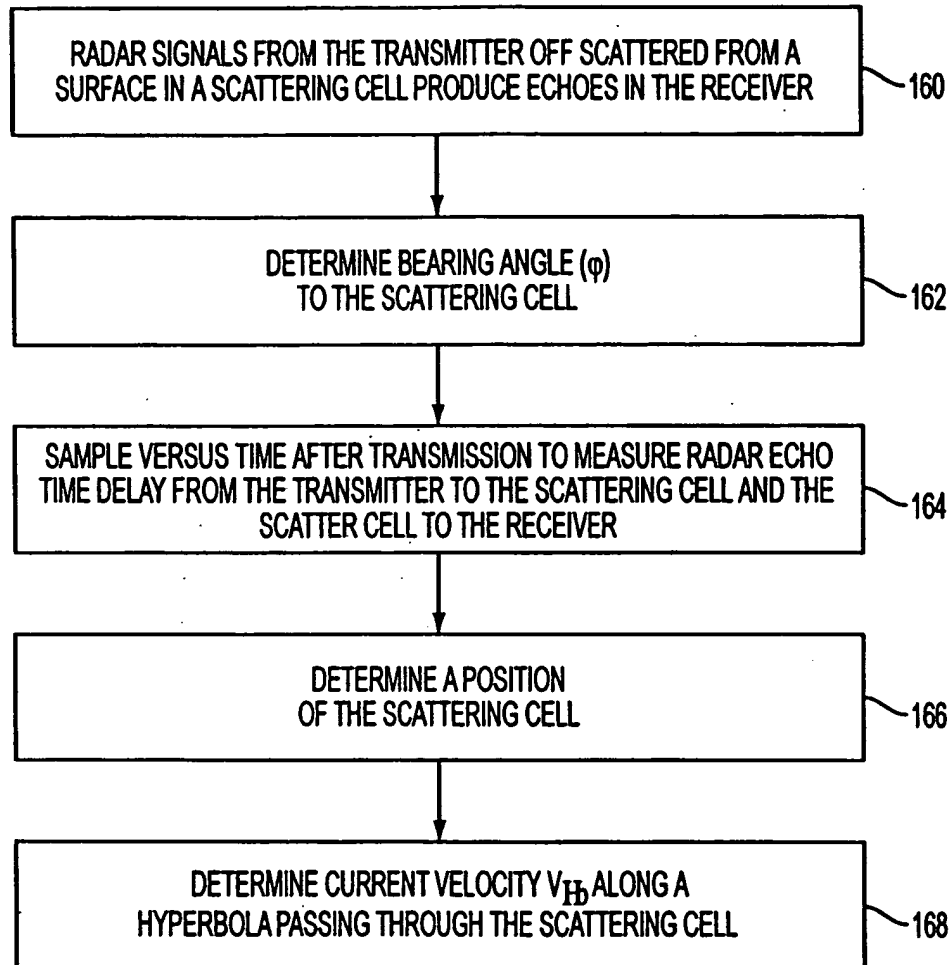 RADAR SIGNALS FROM THE TRANSMITTER OFF SCATTERED FROM A
SURFACE IN A SCATTERING CELL PRODUCE ECHOES IN THE RECEIVER
160
DETERMINE BEARING ANGLE (φ)
TO THE SCATTERING CELL
162
SAMPLE VERSUS TIME AFTER TRANSMISSION TO MEASURE RADAR ECHO
TIME DELAY FROM THE TRANSMITTER TO THE SCATTERING CELL AND THE
SCATTER CELL TO THE RECEIVER
164
DETERMINE A POSITION
OF THE SCATTERING CELL
166
DETERMINE CURRENT VELOCITY VHb ALONG A
HYPERBOLA PASSING THROUGH THE SCATTERING CELL
168